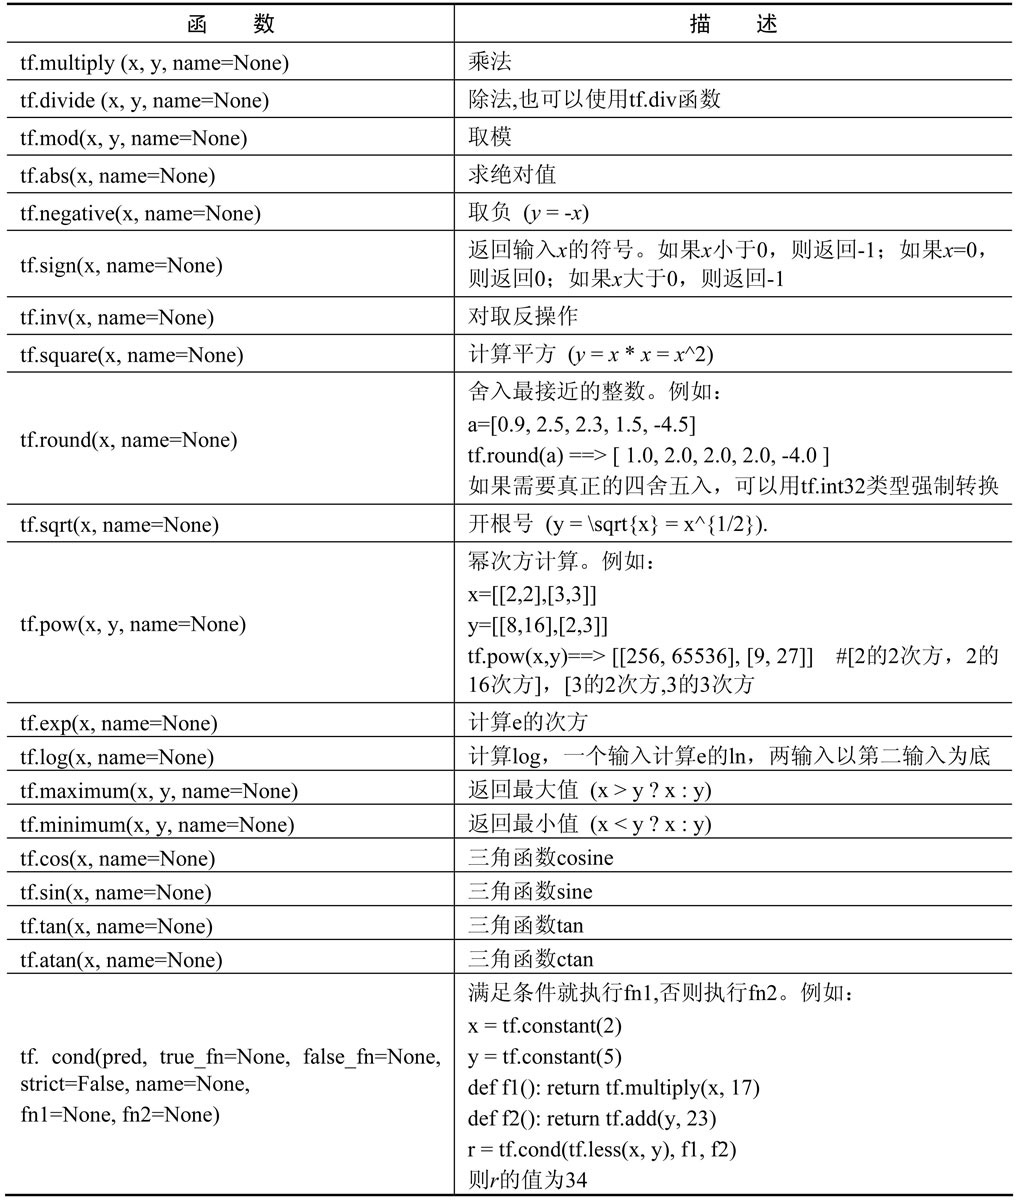 函 数 描 述
tf.multiply (x, y, name=None) 乘法
tf.divide (x, y, name=None) 除法,也可以使用tf.div函数
tf.mod(x, y, name=None) 取模
tf.abs(x, name=None) 求绝对值
tf.negative(x, name=None) 取负 (y = -x)
tf.sign(x, name=None)
返回输入x的符号。如果x小于0，则返回-1；如果x=0，
则返回0；如果x大于0，则返回-1
tf.inv(x, name=None) 对取反操作
tf.square(x, name=None) 计算平方 (y = x * x = x^2)
tf.round(x, name=None)
舍入最接近的整数。例如：
a=[0.9, 2.5, 2.3, 1.5, -4.5]
tf.round(a) ==> [ 1.0, 2.0, 2.0, 2.0, -4.0 ]
如果需要真正的四舍五入，可以用tf.int32类型强制转换
tf.sqrt(x, name=None) 开根号 (y = \sqrt{x} = x^{1/2}).
tf.pow(x, y, name=None)
幂次方计算。例如：
x=[[2,2],[3,3]]
y=[[8,16],[2,3]]
tf.pow(x,y)==> [[256, 65536], [9, 27]] #[2的2次方，2的
16次方]，[3的2次方,3的3次方
tf.exp(x, name=None) 计算e的次方
tf.log(x, name=None) 计算log，一个输入计算e的ln，两输入以第二输入为底
tf.maximum(x, y, name=None) 返回最大值 (x > y ? x : y)
tf.minimum(x, y, name=None) 返回最小值 (x < y ? x : y)
tf.cos(x, name=None) 三角函数cosine
tf.sin(x, name=None) 三角函数sine
tf.tan(x, name=None) 三角函数tan
tf.atan(x, name=None) 三角函数ctan
tf. cond(pred, true_fn=None, false_fn=None,
strict=False, name=None,
fn1=None, fn2=None)
满足条件就执行fn1,否则执行fn2。例如：
x = tf.constant(2)
y = tf.constant(5)
def f1(): return tf.multiply(x, 17)
def f2(): return tf.add(y, 23)
r = tf.cond(tf.less(x, y), f1, f2)
则r的值为34